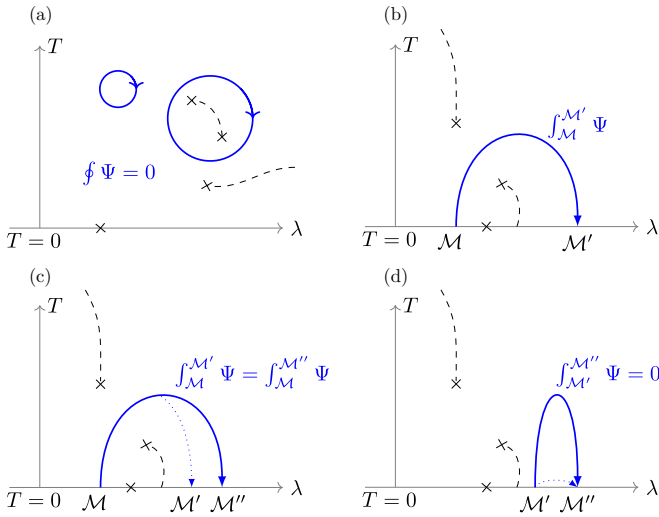 (a)
T
∮ Ψ = 0
λ
T = 0
(b)
T
∫_ℳ^ℳ′ Ψ
λ
T = 0
ℳ
ℳ′
(c)
T
∫_ℳ^ℳ′ Ψ = ∫_ℳ^ℳ″ Ψ
λ
T = 0
ℳ
ℳ′
ℳ″
(d)
T
∫_ℳ′^ℳ″ Ψ = 0
λ
T = 0
ℳ′
ℳ″